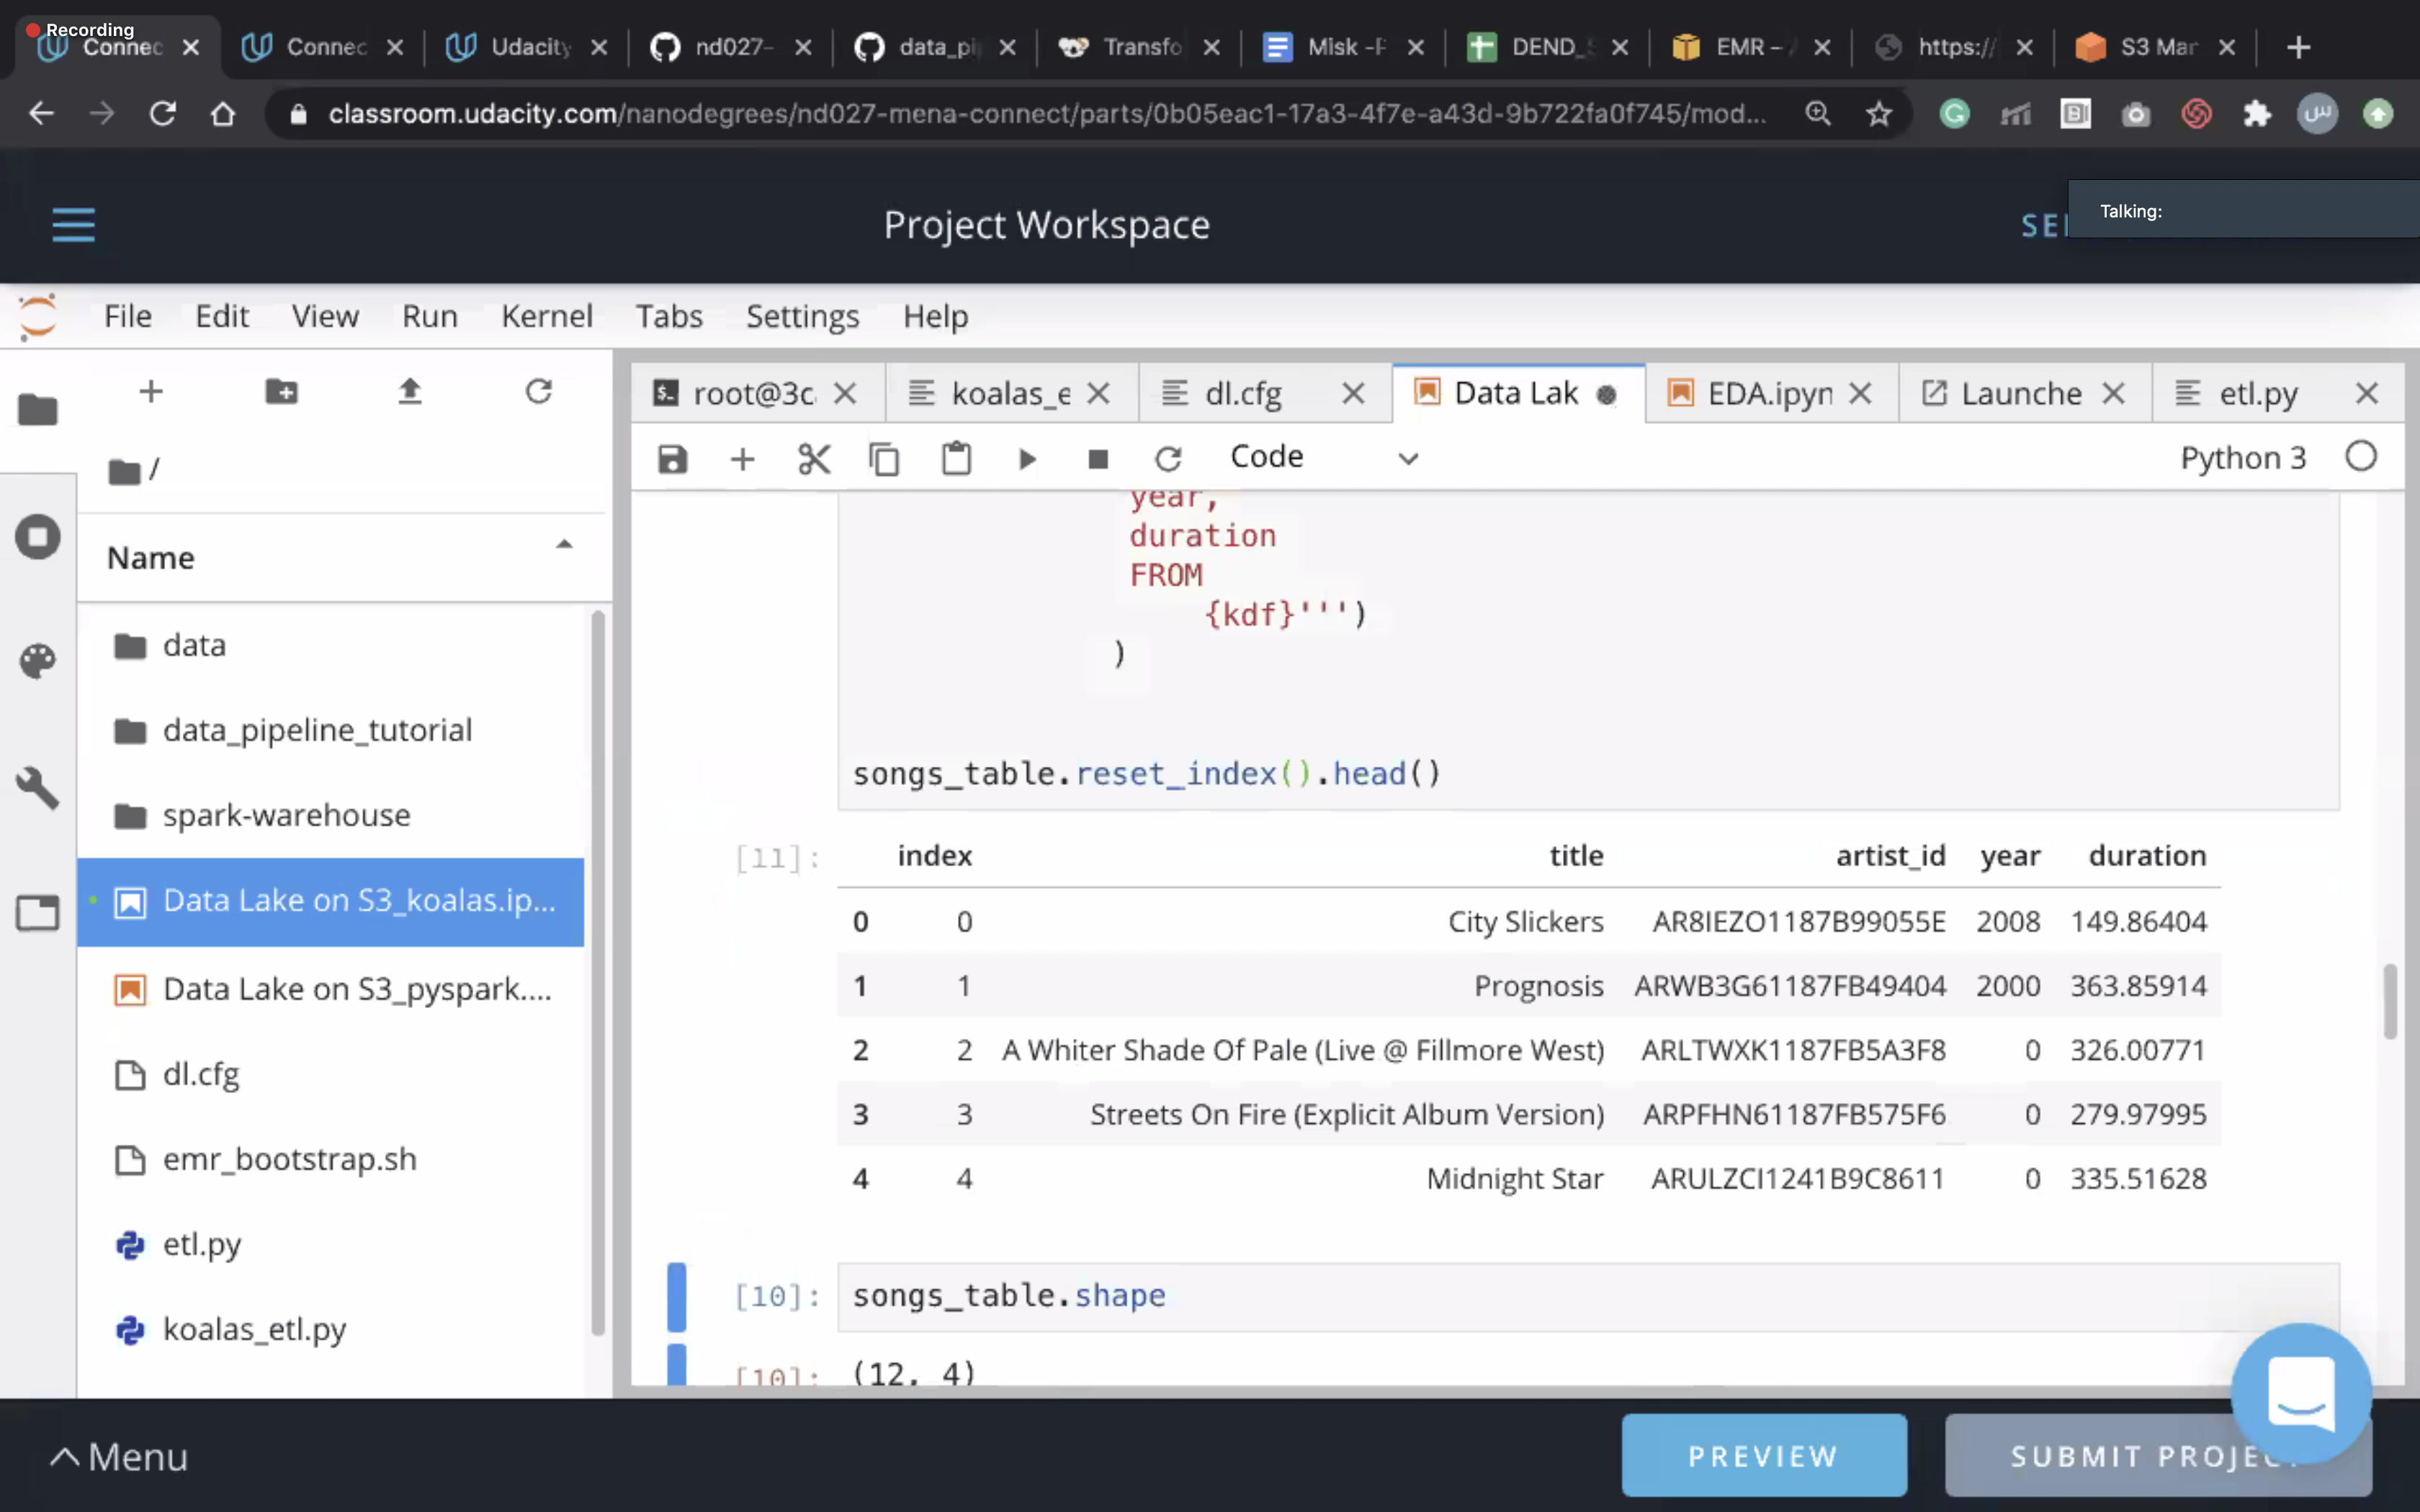 Recording
Connec
Connec
Udacity
nd027-
data_pi
Transfo
Misk -F
DEND_S
EMR –
https://
S3 Mar
classroom.udacity.com/nanodegrees/nd027-mena-connect/parts/0b05eac1-17a3-4f7e-a43d-9b722fa0f745/mod...
Project Workspace
Talking:
File Edit View Run Kernel Tabs Settings Help
root@3c
koalas_e
dl.cfg
Data Lak
EDA.ipyn
Launche
etl.py
Code
Python 3
/
Name
data
data_pipeline_tutorial
spark-warehouse
Data Lake on S3_koalas.ip...
Data Lake on S3_pyspark....
dl.cfg
emr_bootstrap.sh
etl.py
koalas_etl.py
year,
duration
FROM
{kdf}''')
)
songs_table.reset_index().head()
[11]:
index title artist_id year duration
0 0 City Slickers AR8IEZO1187B99055E 2008 149.86404
1 1 Prognosis ARWB3G61187FB49404 2000 363.85914
2 2 A Whiter Shade Of Pale (Live @ Fillmore West) ARLTWXK1187FB5A3F8 0 326.00771
3 3 Streets On Fire (Explicit Album Version) ARPFHN61187FB575F6 0 279.97995
4 4 Midnight Star ARULZCI1241B9C8611 0 335.51628
[10]: songs_table.shape
[10]: (12, 4)
Menu
PREVIEW
SUBMIT PROJECT